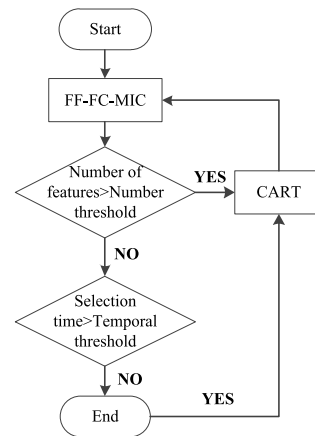 Start
FF-FC-MIC
Number of
features>Number
threshold
YES
CART
NO
Selection
time>Temporal
threshold
NO
YES
End